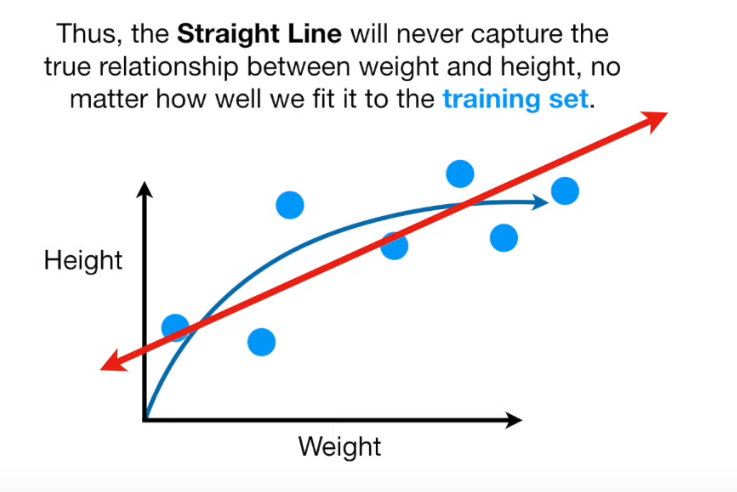 Thus, the Straight Line will never capture the
true relationship between weight and height, no
matter how well we fit it to the training set.
Height
Weight